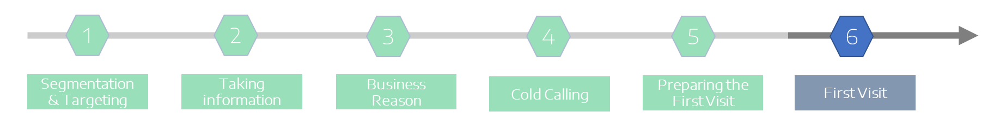 1
2
3
4
5
6
Segmentation
& Targeting
Taking
information
Business
Reason
Cold Calling
Preparing the
First Visit
First Visit